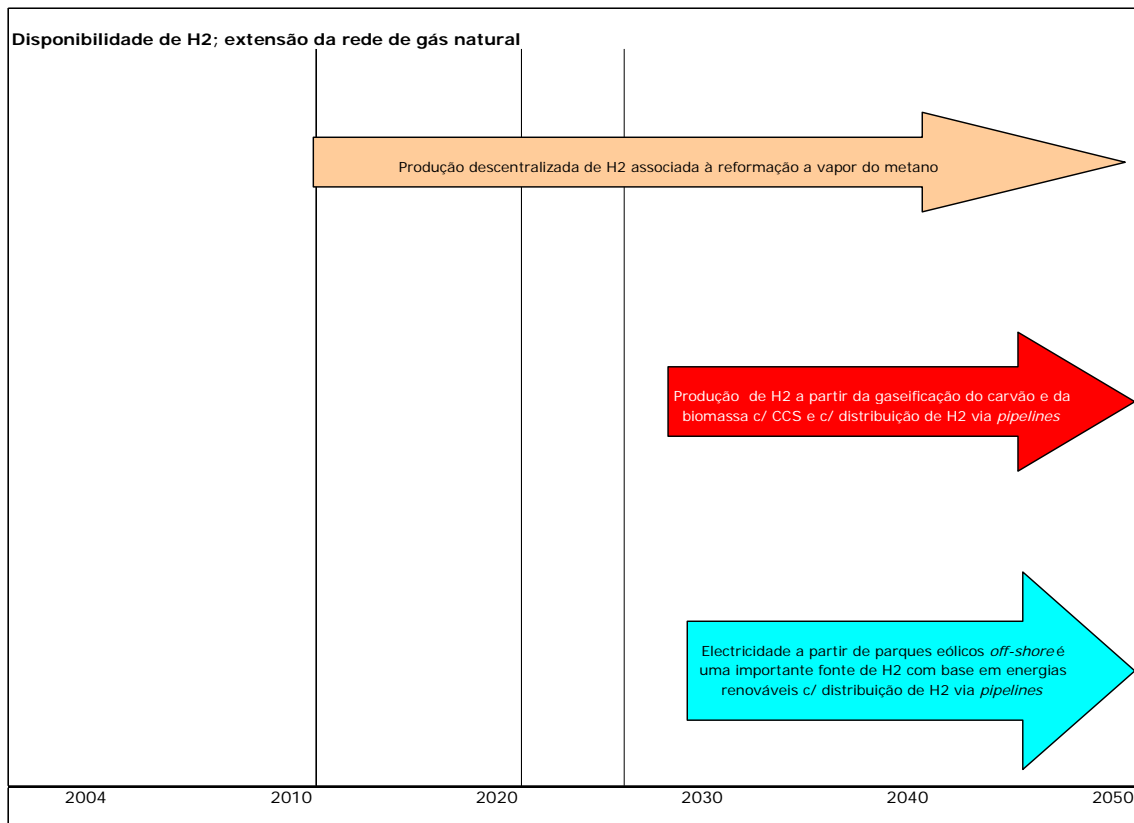 Disponibilidade de H2; extensão da rede de gás natural
Produção descentralizada de H2 associada à reformação a vapor do metano
Produção de H2 a partir da gaseificação do carvão e da
biomassa c/ CCS e c/ distribuição de H2 via pipelines
Electricidade a partir de parques eólicos off-shore é
uma importante fonte de H2 com base em energias
renováveis c/ distribuição de H2 via pipelines
2004 2010 2020 2030 2040 2050